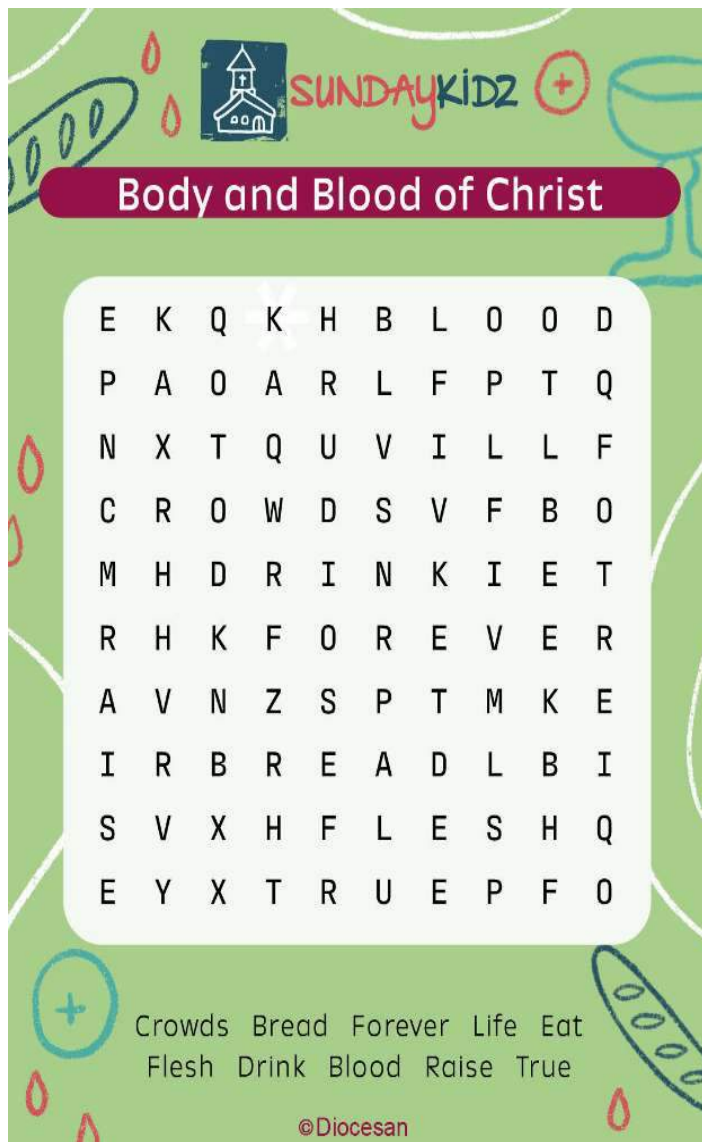 SUNDAYKiDZ
Body and Blood of Christ
E K Q K H B L O O D
P A O A R L F P T Q
N X T Q U V I L L F
C R O W D S V F B O
M H D R I N K I E T
R H K F O R E V E R
A V N Z S P T M K E
I R B R E A D L B I
S V X H F L E S H Q
E Y X T R U E P F O
Crowds Bread Forever Life Eat
Flesh Drink Blood Raise True
©Diocesan